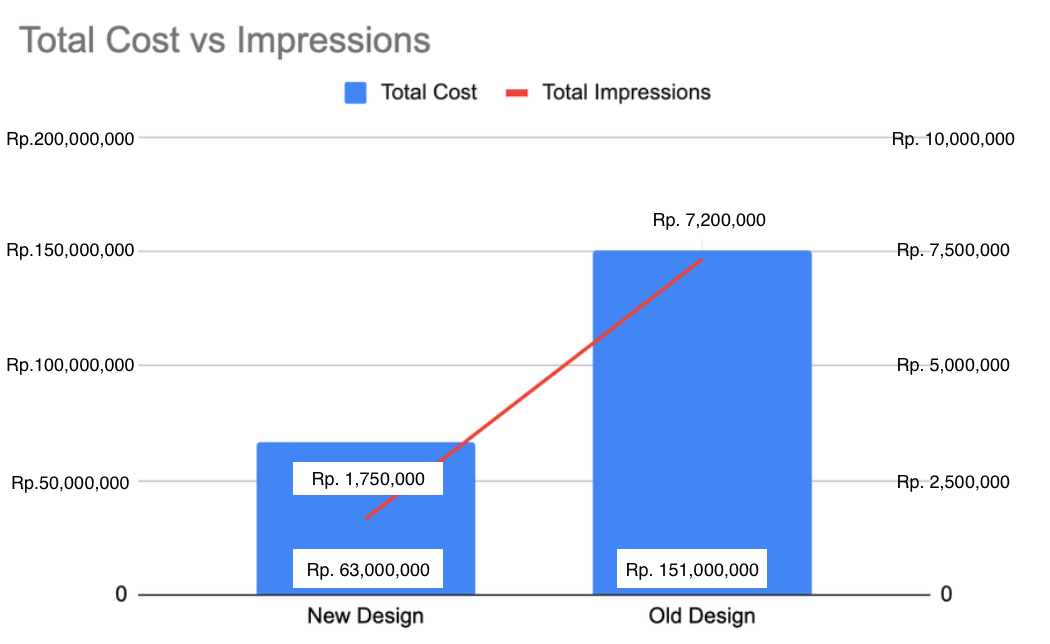 Total Cost vs Impressions
Total Cost Total Impressions
Rp.200,000,000 Rp. 10,000,000
Rp. 7,200,000
Rp.150,000,000 Rp. 7,500,000
Rp.100,000,000 Rp. 5,000,000
Rp. 1,750,000
Rp.50,000,000 Rp. 2,500,000
Rp. 63,000,000 Rp. 151,000,000
0 0
New Design Old Design